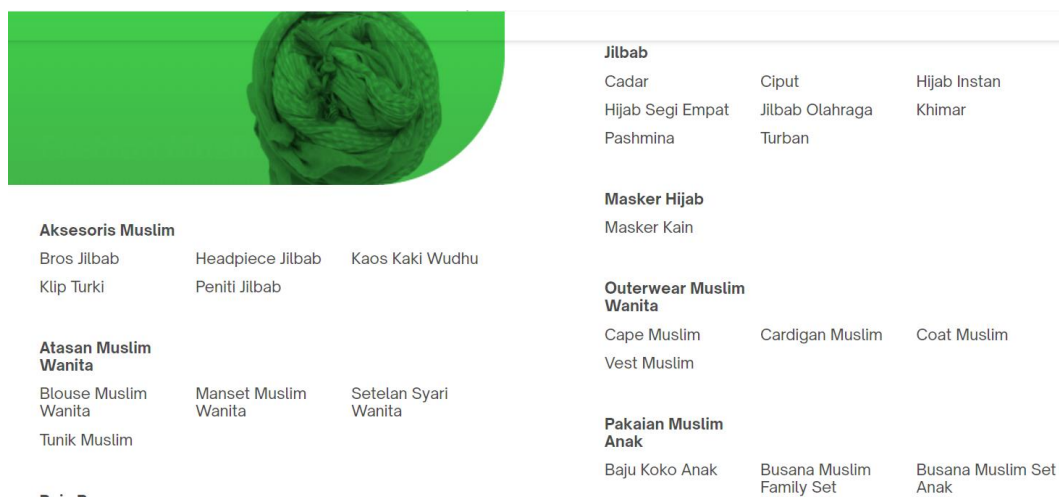 Aksesoris Muslim
Bros Jilbab Headpiece Jilbab Kaos Kaki Wudhu
Klip Turki Peniti Jilbab
Atasan Muslim
Wanita
Blouse Muslim Manset Muslim Setelan Syari
Wanita Wanita Wanita
Tunik Muslim
Jilbab
Cadar Ciput Hijab Instan
Hijab Segi Empat Jilbab Olahraga Khimar
Pashmina Turban
Masker Hijab
Masker Kain
Outerwear Muslim
Wanita
Cape Muslim Cardigan Muslim Coat Muslim
Vest Muslim
Pakaian Muslim
Anak
Baju Koko Anak Busana Muslim Busana Muslim Set
Family Set Anak